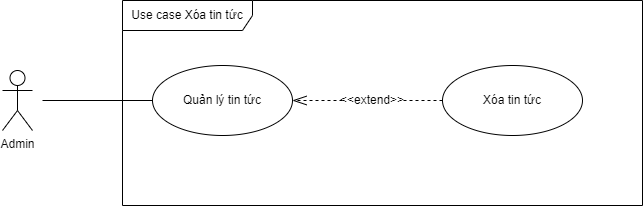 Use case Xóa tin tức
Quản lý tin tức
<<extend>>
Xóa tin tức
Admin